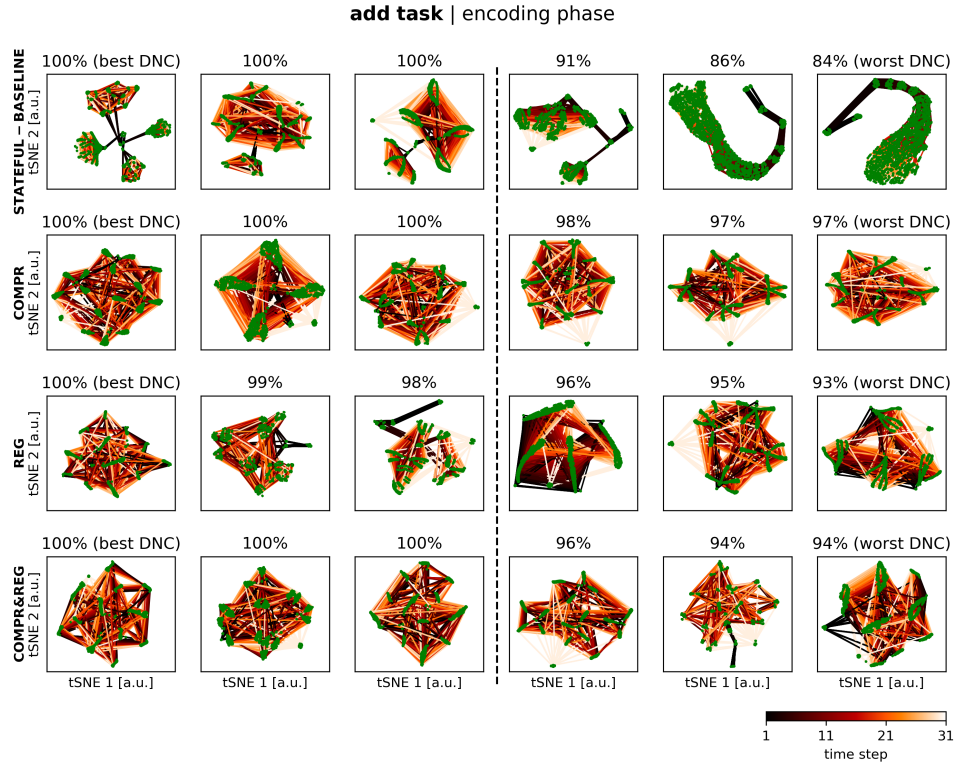 add task | encoding phase
STATEFUL – BASELINE
tSNE 2 [a.u.]
100% (best DNC)
100%
100%
91%
86%
84% (worst DNC)
COMPR
tSNE 2 [a.u.]
100% (best DNC)
100%
100%
98%
97%
97% (worst DNC)
REG
tSNE 2 [a.u.]
100% (best DNC)
99%
98%
96%
95%
93% (worst DNC)
COMPR&REG
tSNE 2 [a.u.]
100% (best DNC)
100%
100%
96%
94%
94% (worst DNC)
tSNE 1 [a.u.]
tSNE 1 [a.u.]
tSNE 1 [a.u.]
tSNE 1 [a.u.]
tSNE 1 [a.u.]
tSNE 1 [a.u.]
1
11
21
31
time step